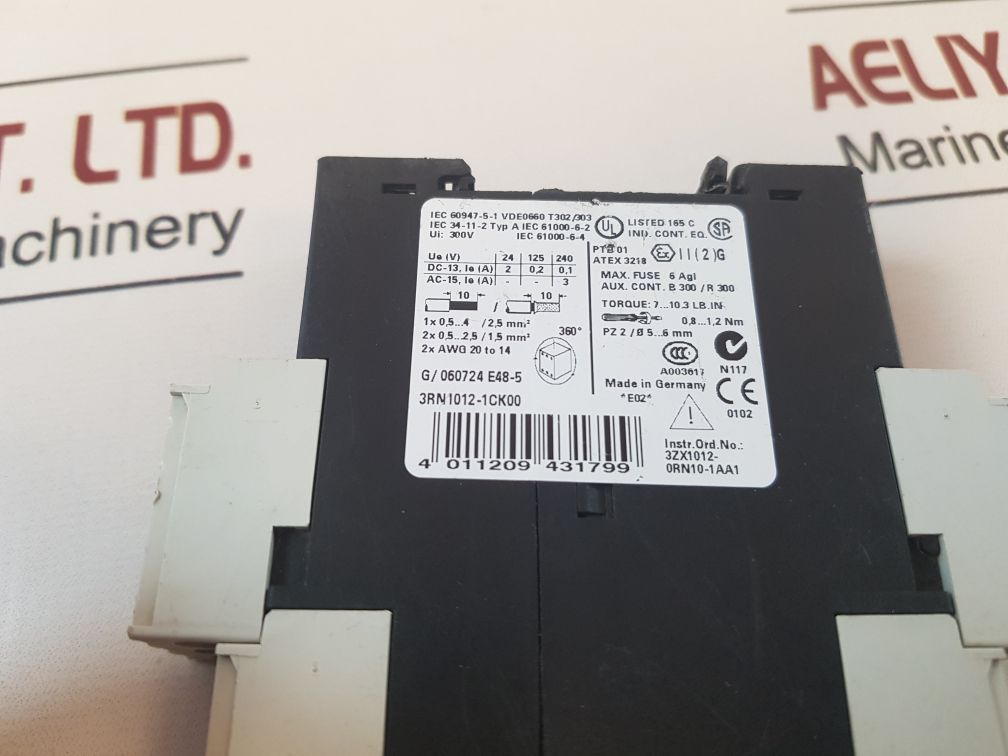 T. LTD.
achinery
AELIY
Marine
IEC 60947-5-1 VDE0660 T302/303
IEC 34-11-2 Typ A IEC 61000-6-2
Ui: 300V IEC 61000-6-4
Ue (V) 24 125 240
DC-13, Ie (A) 2 0,2 0,1
AC-15, Ie (A) - - 3
10 / 10
1x 0,5...4 /2,5 mm²
2x 0,5...2,5 /1,5 mm²
2x AWG 20 to 14
360°
G/ 060724 E48-5
3RN1012-1CK00
4 011209 431799
UL LISTED 165 C
IND. CONT. EQ. SP
PTB 01
ATEX 3218 Ex II (2) G
MAX. FUSE 6 AgI
AUX. CONT. B 300 / R 300
TORQUE: 7...10.3 LB.IN
0,8...1,2 Nm
PZ 2 / Ø 5...6 mm
CCC
A003617 N117
Made in Germany CE
*E02* 0102
Instr.Ord.No.:
3ZX1012-
0RN10-1AA1